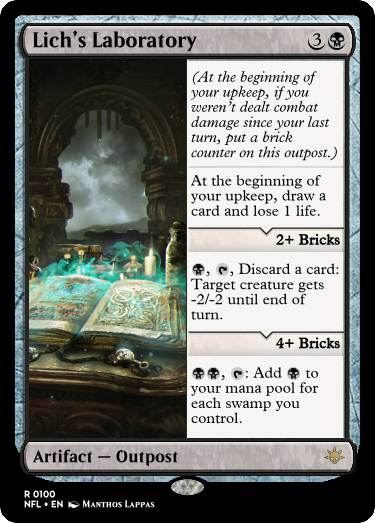 Lich's Laboratory 3
(At the beginning of
your upkeep, if you
weren't dealt combat
damage since your last
turn, put a brick
counter on this outpost.)
At the beginning of
your upkeep, draw a
card and lose 1 life.
2+ Bricks
, , Discard a card:
Target creature gets
-2/-2 until end of
turn.
4+ Bricks
, : Add to
your mana pool for
each swamp you
control.
Artifact — Outpost
R 0100
NFL • EN Manthos Lappas